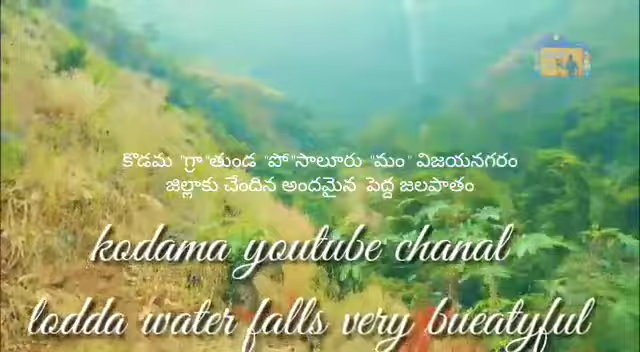 కొడమ "గ్రా"తుండ "పో"సాలూరు "మం" విజయనగరం
జిల్లాకు చేందిన అందమైన పెద్ద జలపాతం
kodama youtube chanal
lodda water falls very bueatyful